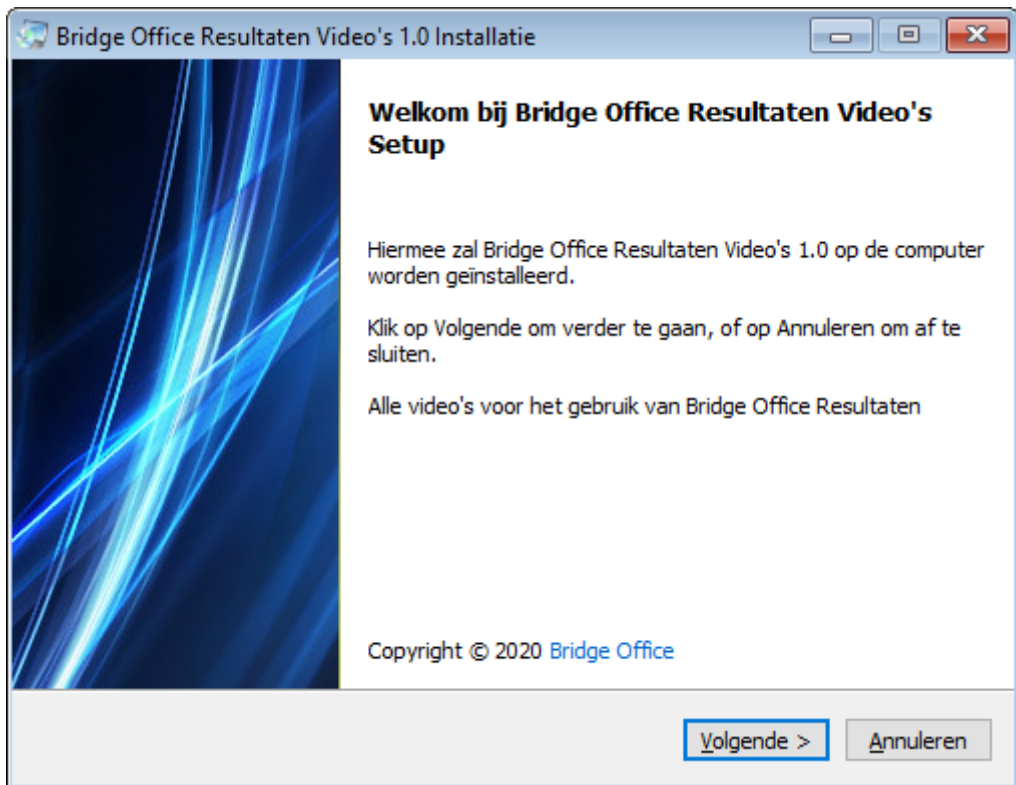 Bridge Office Resultaten Video's 1.0 Installatie
Welkom bij Bridge Office Resultaten Video's
Setup
Hiermee zal Bridge Office Resultaten Video's 1.0 op de computer
worden geïnstalleerd.
Klik op Volgende om verder te gaan, of op Annuleren om af te
sluiten.
Alle video's voor het gebruik van Bridge Office Resultaten
Copyright © 2020 Bridge Office
Volgende >
Annuleren